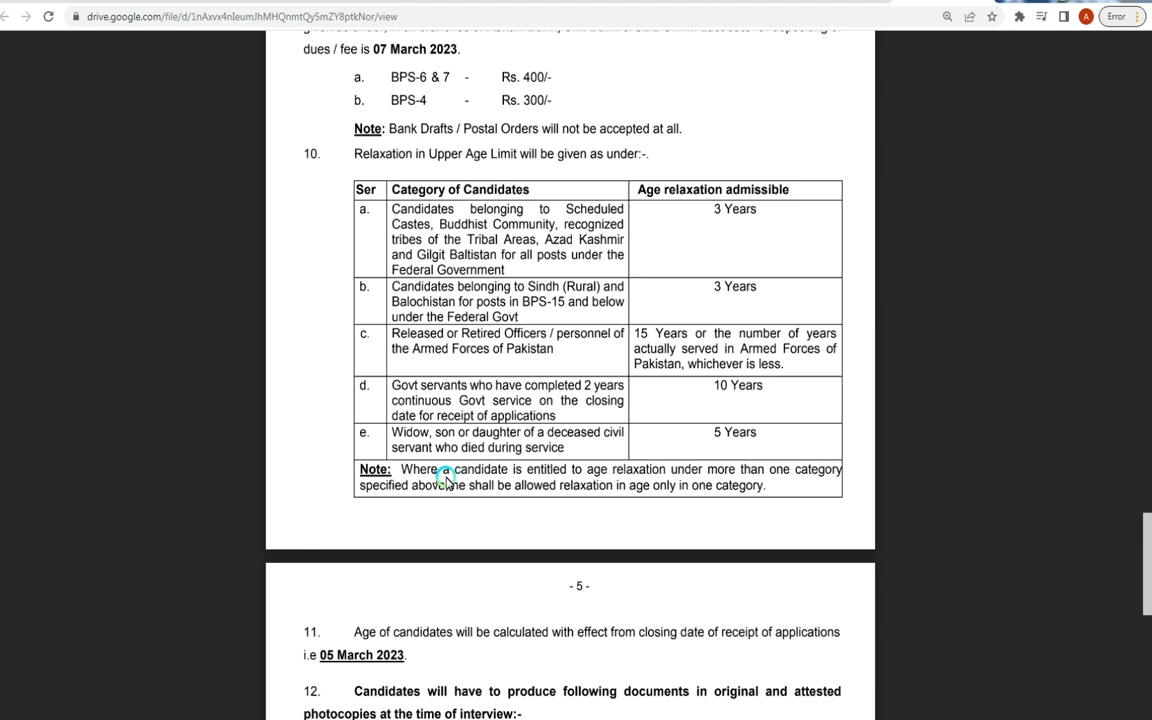 drive.google.com/file/d/1nAxvx4nIeumJhMHQnmtQy5mZY8ptkNor/view
A
Error
dues / fee is 07 March 2023.
a. BPS-6 & 7 - Rs. 400/-
b. BPS-4 - Rs. 300/-
Note: Bank Drafts / Postal Orders will not be accepted at all.
10. Relaxation in Upper Age Limit will be given as under:-.
Ser Category of Candidates Age relaxation admissible
a. Candidates belonging to Scheduled 3 Years
Castes, Buddhist Community, recognized
tribes of the Tribal Areas, Azad Kashmir
and Gilgit Baltistan for all posts under the
Federal Government
b. Candidates belonging to Sindh (Rural) and 3 Years
Balochistan for posts in BPS-15 and below
under the Federal Govt
c. Released or Retired Officers / personnel of 15 Years or the number of years
the Armed Forces of Pakistan actually served in Armed Forces of
Pakistan, whichever is less.
d. Govt servants who have completed 2 years 10 Years
continuous Govt service on the closing
date for receipt of applications
e. Widow, son or daughter of a deceased civil 5 Years
servant who died during service
Note: Where a candidate is entitled to age relaxation under more than one category
specified above he shall be allowed relaxation in age only in one category.
- 5 -
11. Age of candidates will be calculated with effect from closing date of receipt of applications
i.e 05 March 2023.
12. Candidates will have to produce following documents in original and attested
photocopies at the time of interview:-